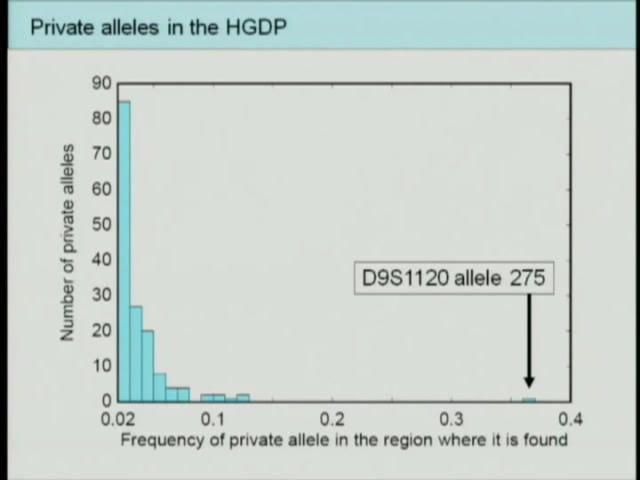 Private alleles in the HGDP
90
80
70
60
50
40
30
20
10
0
Number of private alleles
D9S1120 allele 275
0.02 0.1 0.2 0.3 0.4
Frequency of private allele in the region where it is found